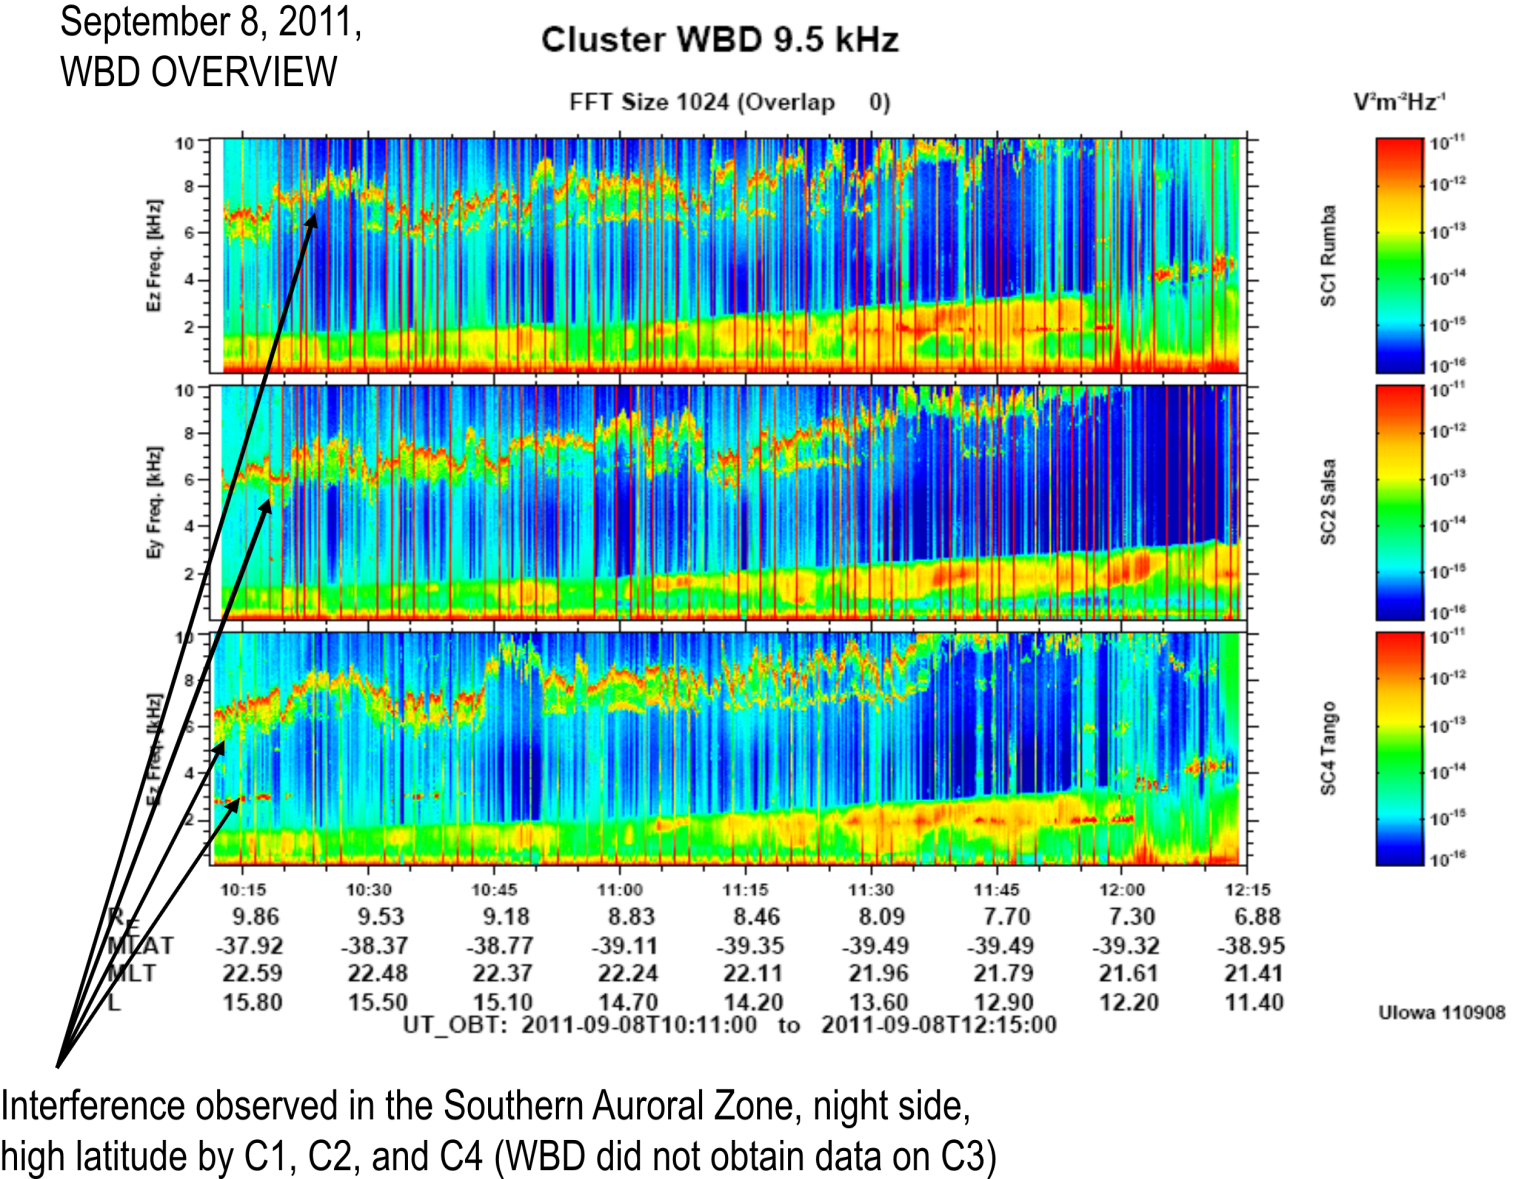 September 8, 2011,
WBD OVERVIEW
Cluster WBD 9.5 kHz
FFT Size 1024 (Overlap 0)
V²m⁻²Hz⁻¹
10
8
6
4
2
Ez Freq. [kHz]
10⁻¹¹
10⁻¹²
10⁻¹³
10⁻¹⁴
10⁻¹⁵
10⁻¹⁶
SC1 Rumba
10
8
6
4
2
Ey Freq. [kHz]
10⁻¹¹
10⁻¹²
10⁻¹³
10⁻¹⁴
10⁻¹⁵
10⁻¹⁶
SC2 Salsa
10
8
6
4
2
Ez Freq. [kHz]
10⁻¹¹
10⁻¹²
10⁻¹³
10⁻¹⁴
10⁻¹⁵
10⁻¹⁶
SC4 Tango
10:15 10:30 10:45 11:00 11:15 11:30 11:45 12:00 12:15
R_E 9.86 9.53 9.18 8.83 8.46 8.09 7.70 7.30 6.88
MLAT -37.92 -38.37 -38.77 -39.11 -39.35 -39.49 -39.49 -39.32 -38.95
MLT 22.59 22.48 22.37 22.24 22.11 21.96 21.79 21.61 21.41
L 15.80 15.50 15.10 14.70 14.20 13.60 12.90 12.20 11.40
UT_OBT: 2011-09-08T10:11:00 to 2011-09-08T12:15:00
UIowa 110908
Interference observed in the Southern Auroral Zone, night side,
high latitude by C1, C2, and C4 (WBD did not obtain data on C3)